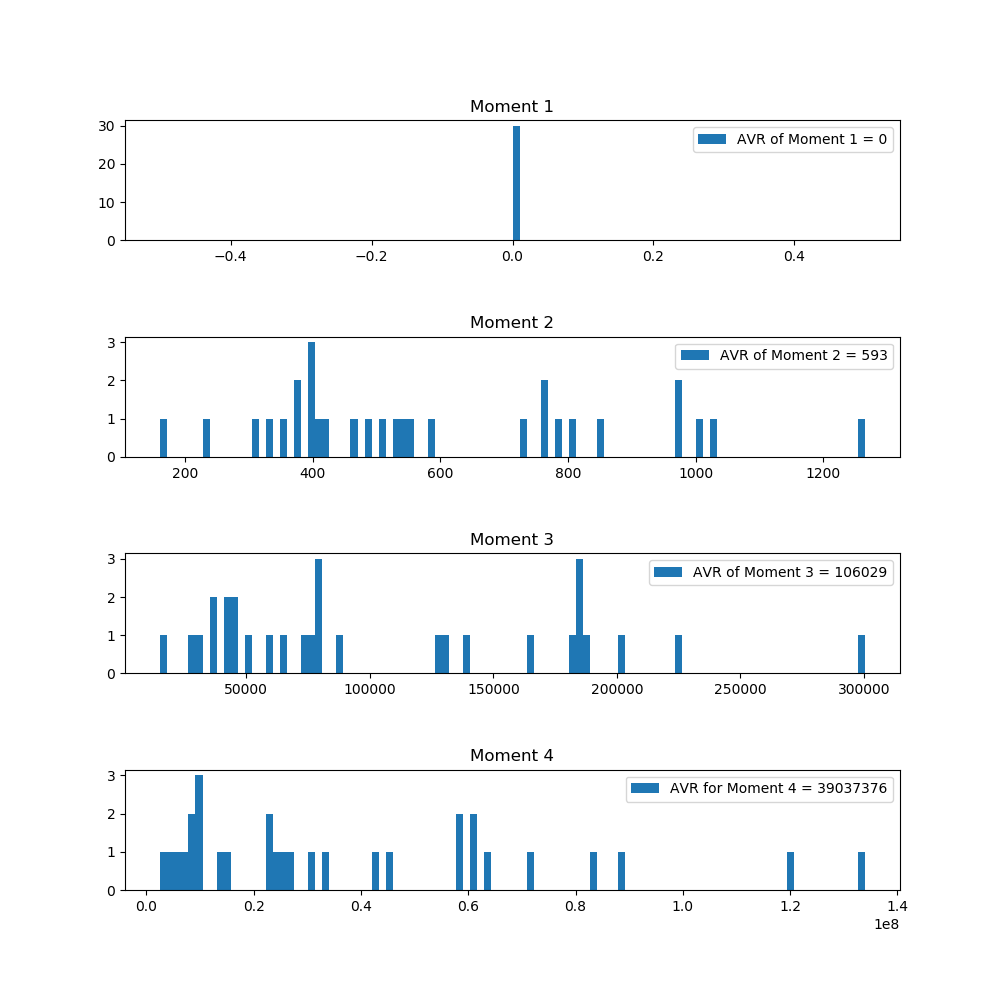 Moment 1
AVR of Moment 1 = 0
30
20
10
0
−0.4 −0.2 0.0 0.2 0.4
Moment 2
AVR of Moment 2 = 593
3
2
1
0
200 400 600 800 1000 1200
Moment 3
AVR of Moment 3 = 106029
3
2
1
0
50000 100000 150000 200000 250000 300000
Moment 4
AVR for Moment 4 = 39037376
3
2
1
0
0.0 0.2 0.4 0.6 0.8 1.0 1.2 1.4
1e8